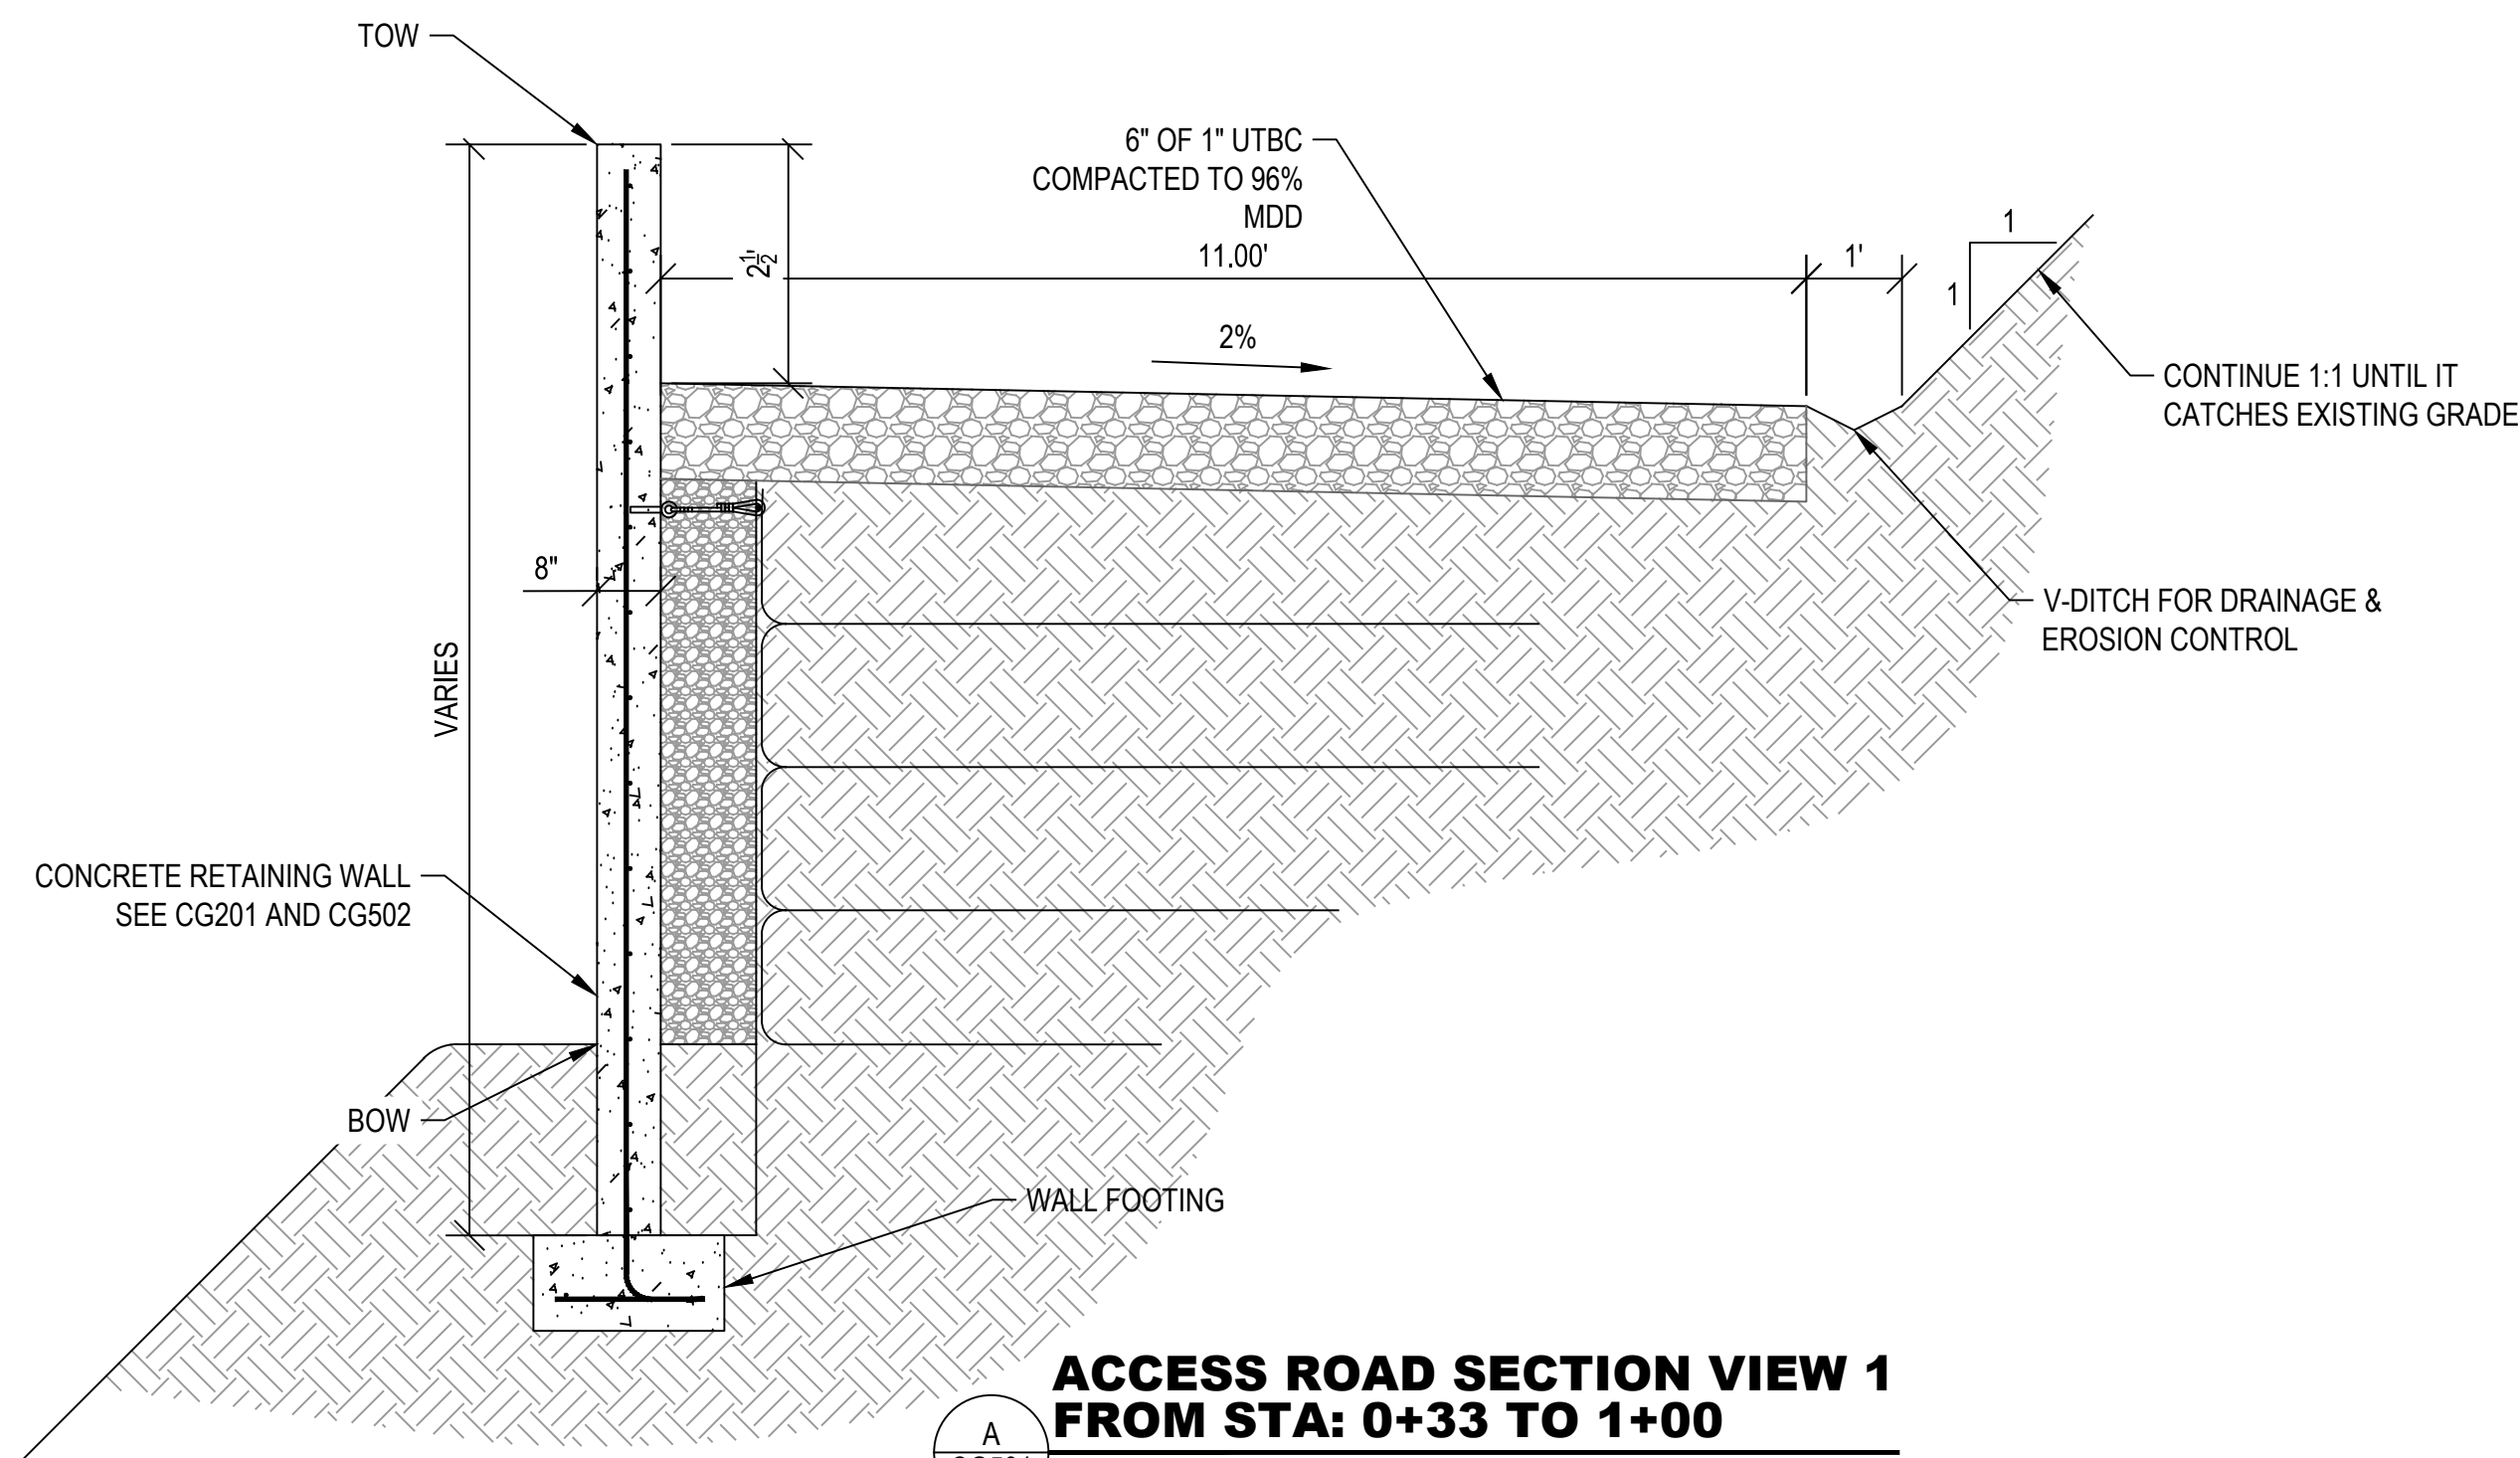 TOW
6" OF 1" UTBC
COMPACTED TO 96%
MDD
11.00'
1'
1
1
2½'
2%
CONTINUE 1:1 UNTIL IT
CATCHES EXISTING GRADE
8"
V-DITCH FOR DRAINAGE &
EROSION CONTROL
VARIES
CONCRETE RETAINING WALL
SEE CG201 AND CG502
BOW
WALL FOOTING
ACCESS ROAD SECTION VIEW 1
FROM STA: 0+33 TO 1+00
A